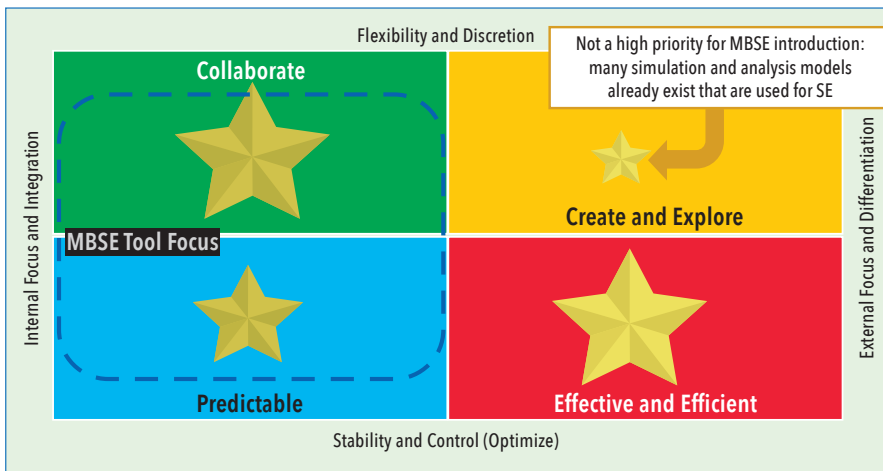 Flexibility and Discretion
Not a high priority for MBSE introduction:
many simulation and analysis models
already exist that are used for SE
Collaborate
Create and Explore
Internal Focus and Integration
External Focus and Differentiation
MBSE Tool Focus
Predictable
Effective and Efficient
Stability and Control (Optimize)